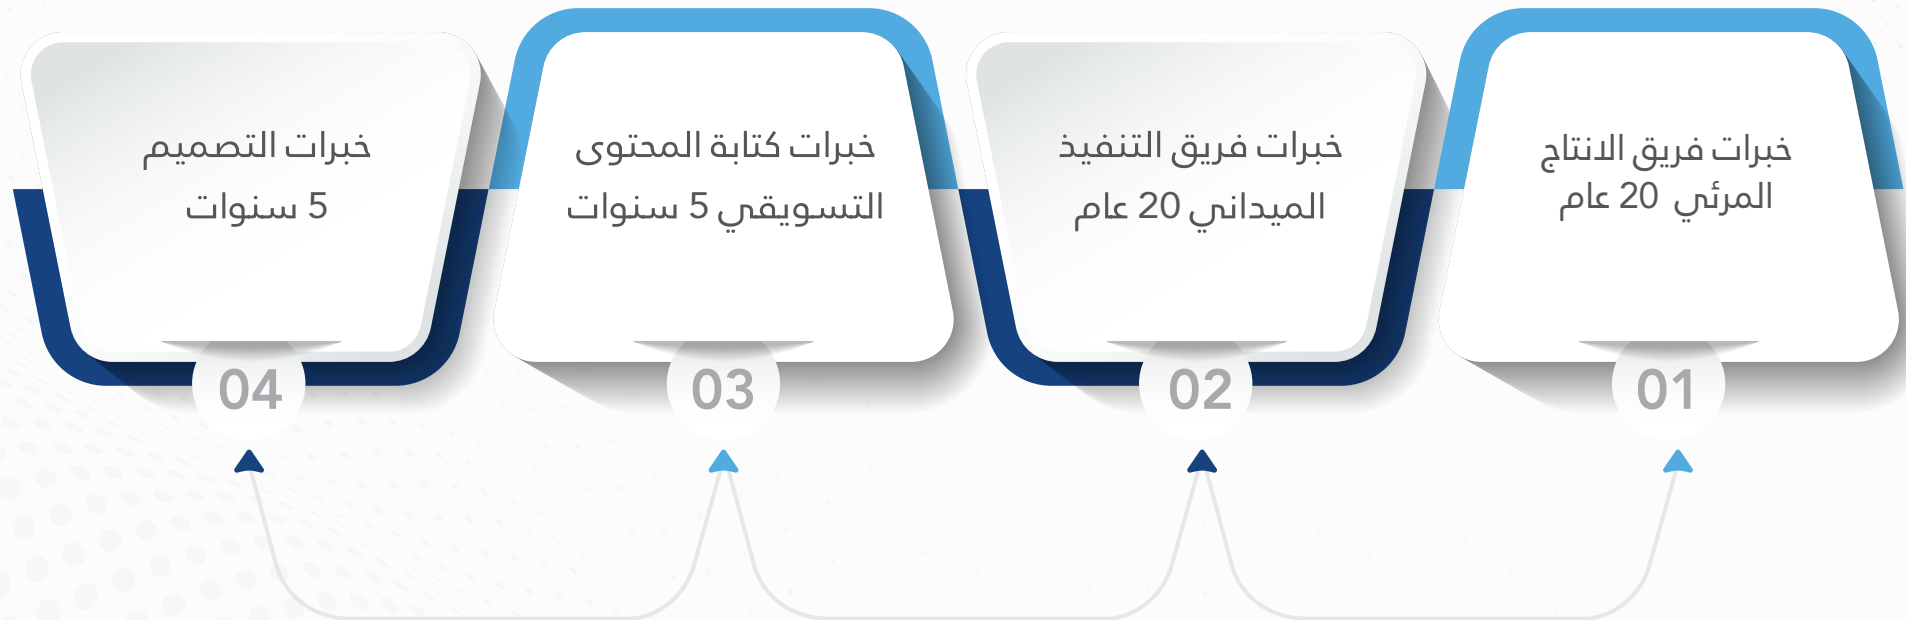 خبرات فريق الانتاج
المرئي 20 عام
01
خبرات فريق التنفيذ
الميداني 20 عام
02
خبرات كتابة المحتوى
التسويقي 5 سنوات
03
خبرات التصميم
5 سنوات
04